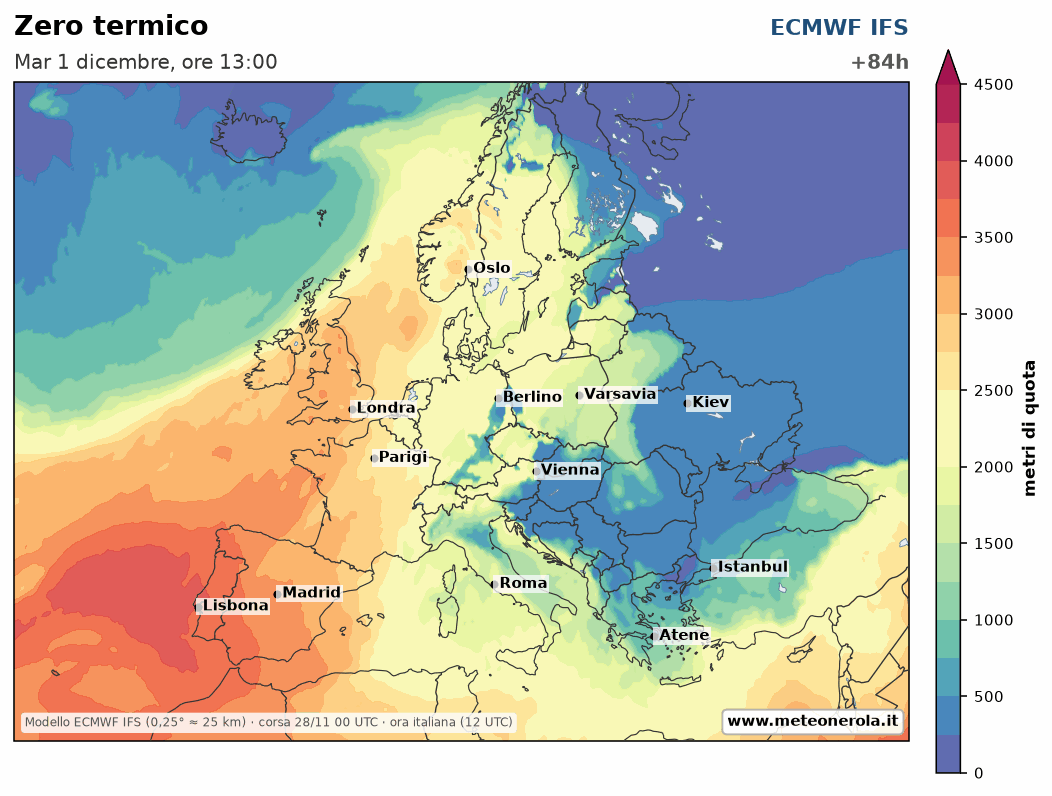 Zero termico
ECMWF IFS
Mar 1 dicembre, ore 13:00
+84h
4500
4000
3500
3000
2500
2000
1500
1000
500
0
metri di quota
Oslo
Berlino
Varsavia
Kiev
Londra
Parigi
Vienna
Istanbul
Roma
Madrid
Lisbona
Atene
Modello ECMWF IFS (0,25° ≈ 25 km) · corsa 28/11 00 UTC · ora italiana (12 UTC)
www.meteonerola.it